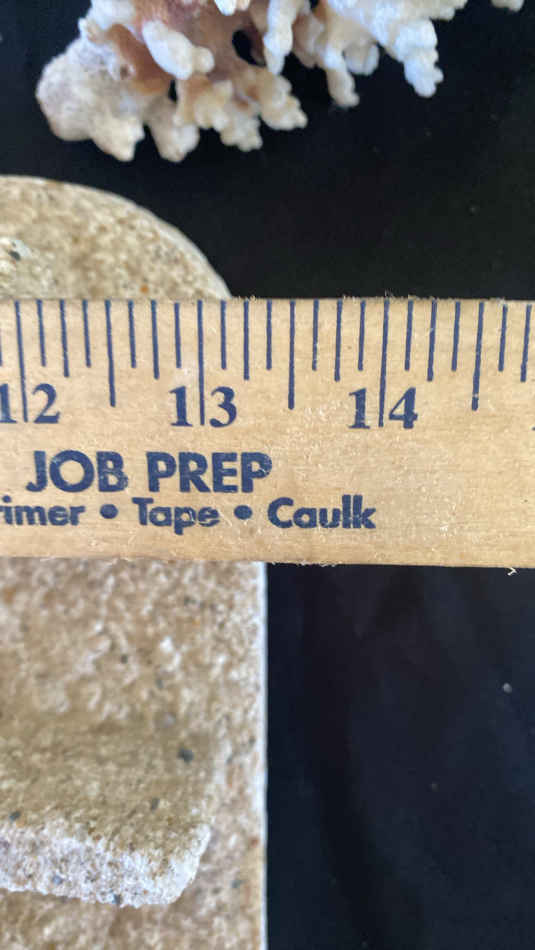 12 13 14
JOB PREP
rimer • Tape • Caulk